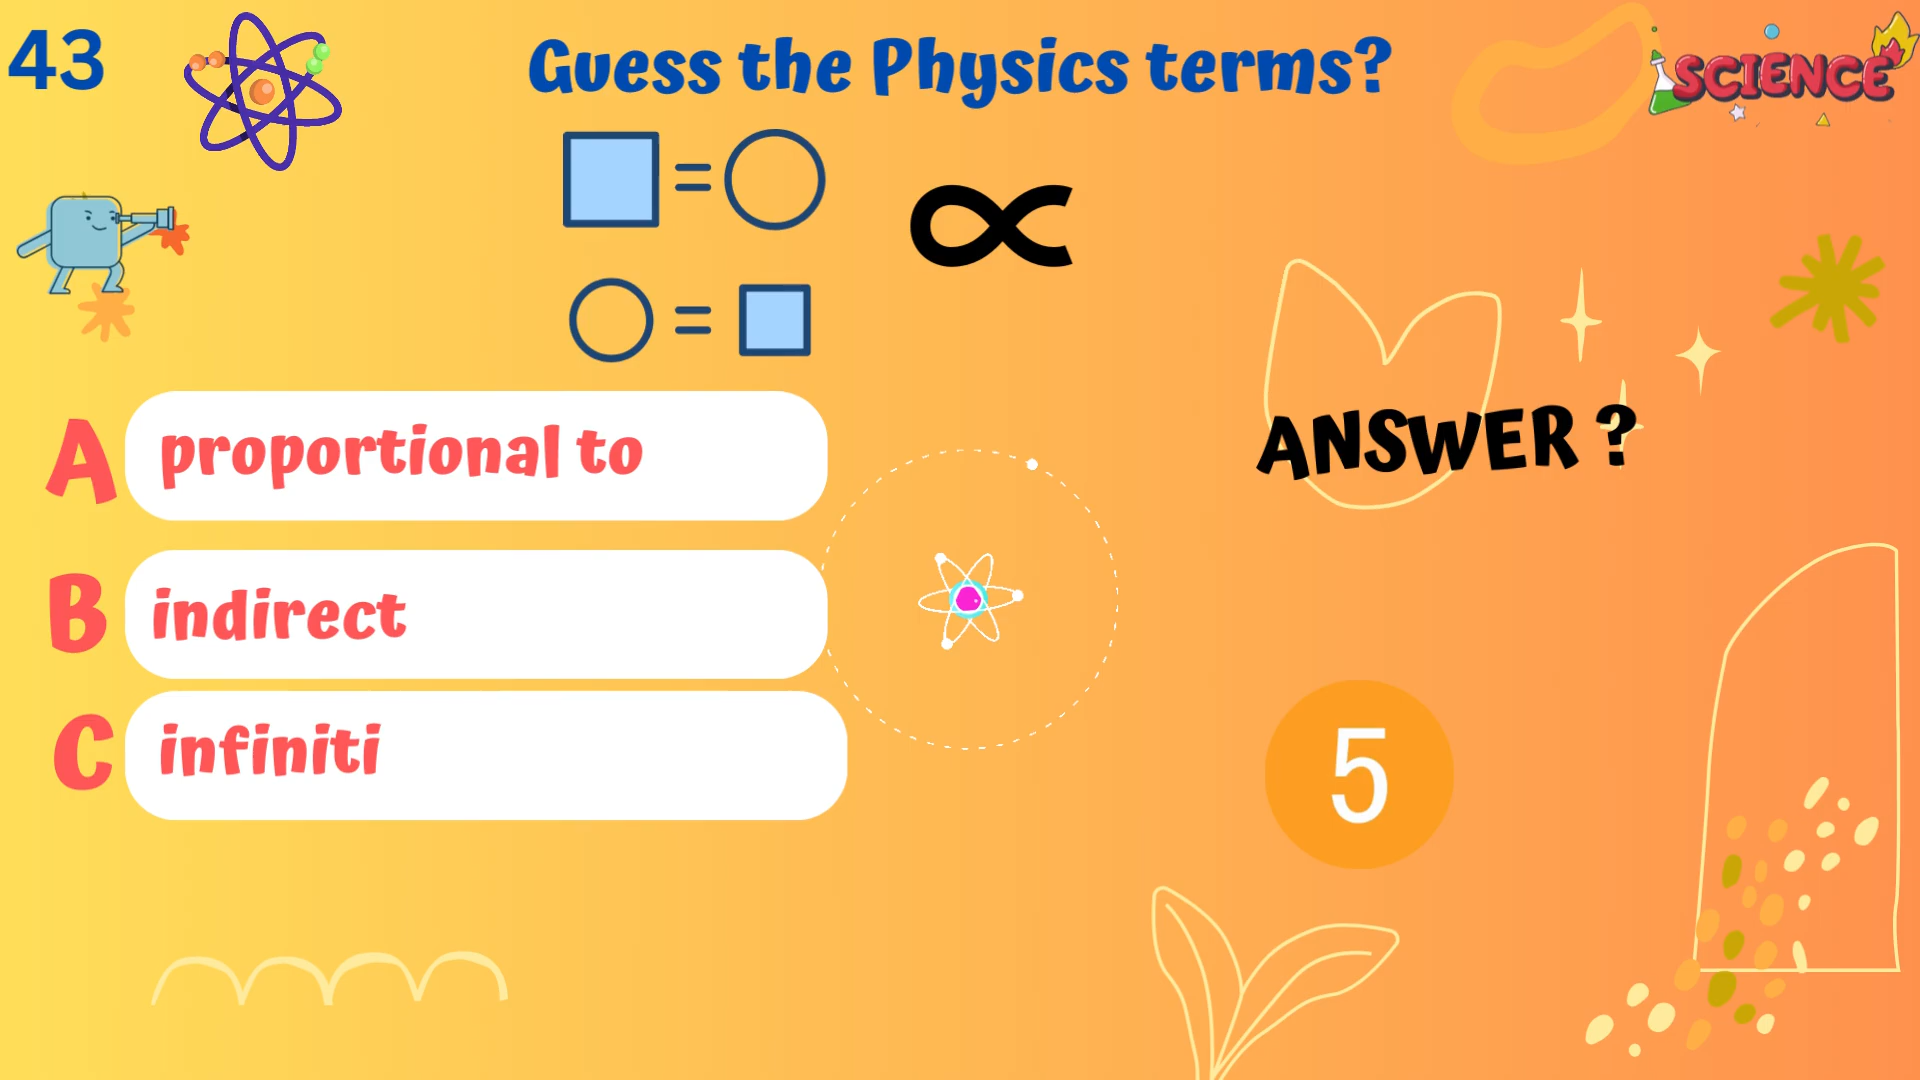 43
Guess the Physics terms?
SCIENCE
=
∝
=
A proportional to
ANSWER ?
B indirect
C infiniti
5